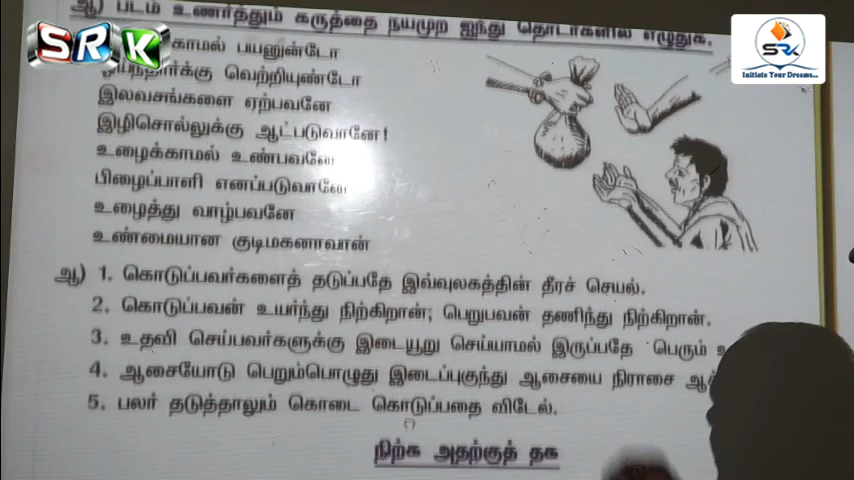 ஆ) படம் உணர்த்தும் கருத்தை நயமுற ஐந்து தொடர்களில் எழுதுக.
SRK
SRK
Initiate Your Dreams...
காமல் பயனுண்டோ
வெற்றியுண்டோ
இலவசங்களை ஏற்பவனே
இழிசொல்லுக்கு ஆட்படுவானே!
உழைக்காமல் உண்பவனே
பிழைப்பாளி எனப்படுவானே
உழைத்து வாழ்பவனே
உண்மையான குடிமகனாவான்
ஆ) 1. கொடுப்பவர்களைத் தடுப்பதே இவ்வுலகத்தின் தீரச் செயல்.
2. கொடுப்பவன் உயர்ந்து நிற்கிறான்; பெறுபவன் தணிந்து நிற்கிறான்.
3. உதவி செய்பவர்களுக்கு இடையூறு செய்யாமல் இருப்பதே பெரும்
4. ஆசையோடு பெறும்பொழுது இடைப்புகுந்து ஆசையை நிராசை
5. பலர் தடுத்தாலும் கொடை கொடுப்பதை விடேல்.
நிற்க அதற்குத் தக